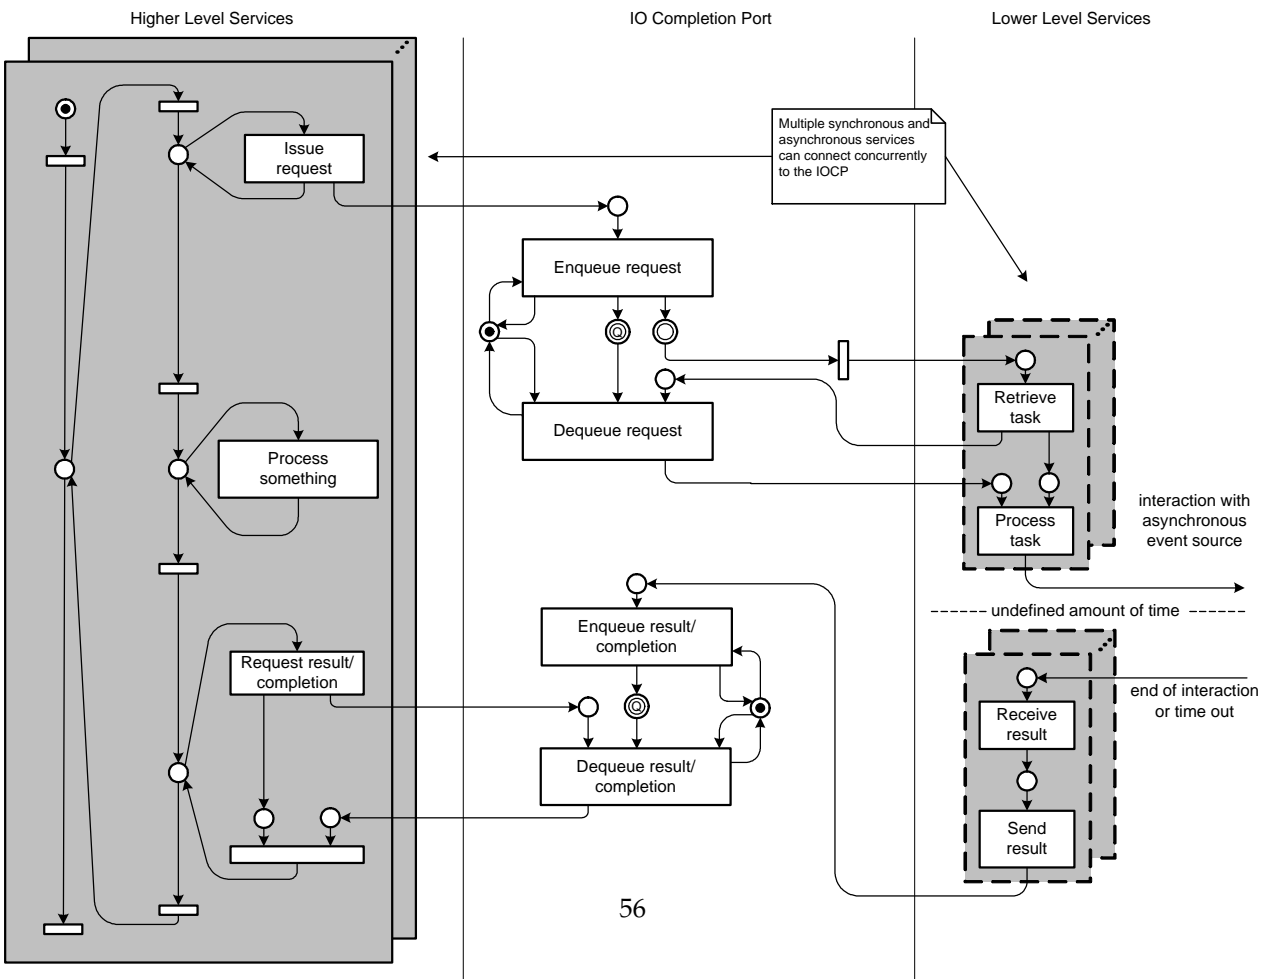 Higher Level Services
IO Completion Port
Lower Level Services
Multiple synchronous and
asynchronous services
can connect concurrently
to the IOCP
Issue
request
Enqueue request
Q
Dequeue request
Retrieve
task
Process
task
Process
something
interaction with
asynchronous
event source
undefined amount of time
Enqueue result/
completion
Request result/
completion
Q
Dequeue result/
completion
end of interaction
or time out
Receive
result
Send
result
56